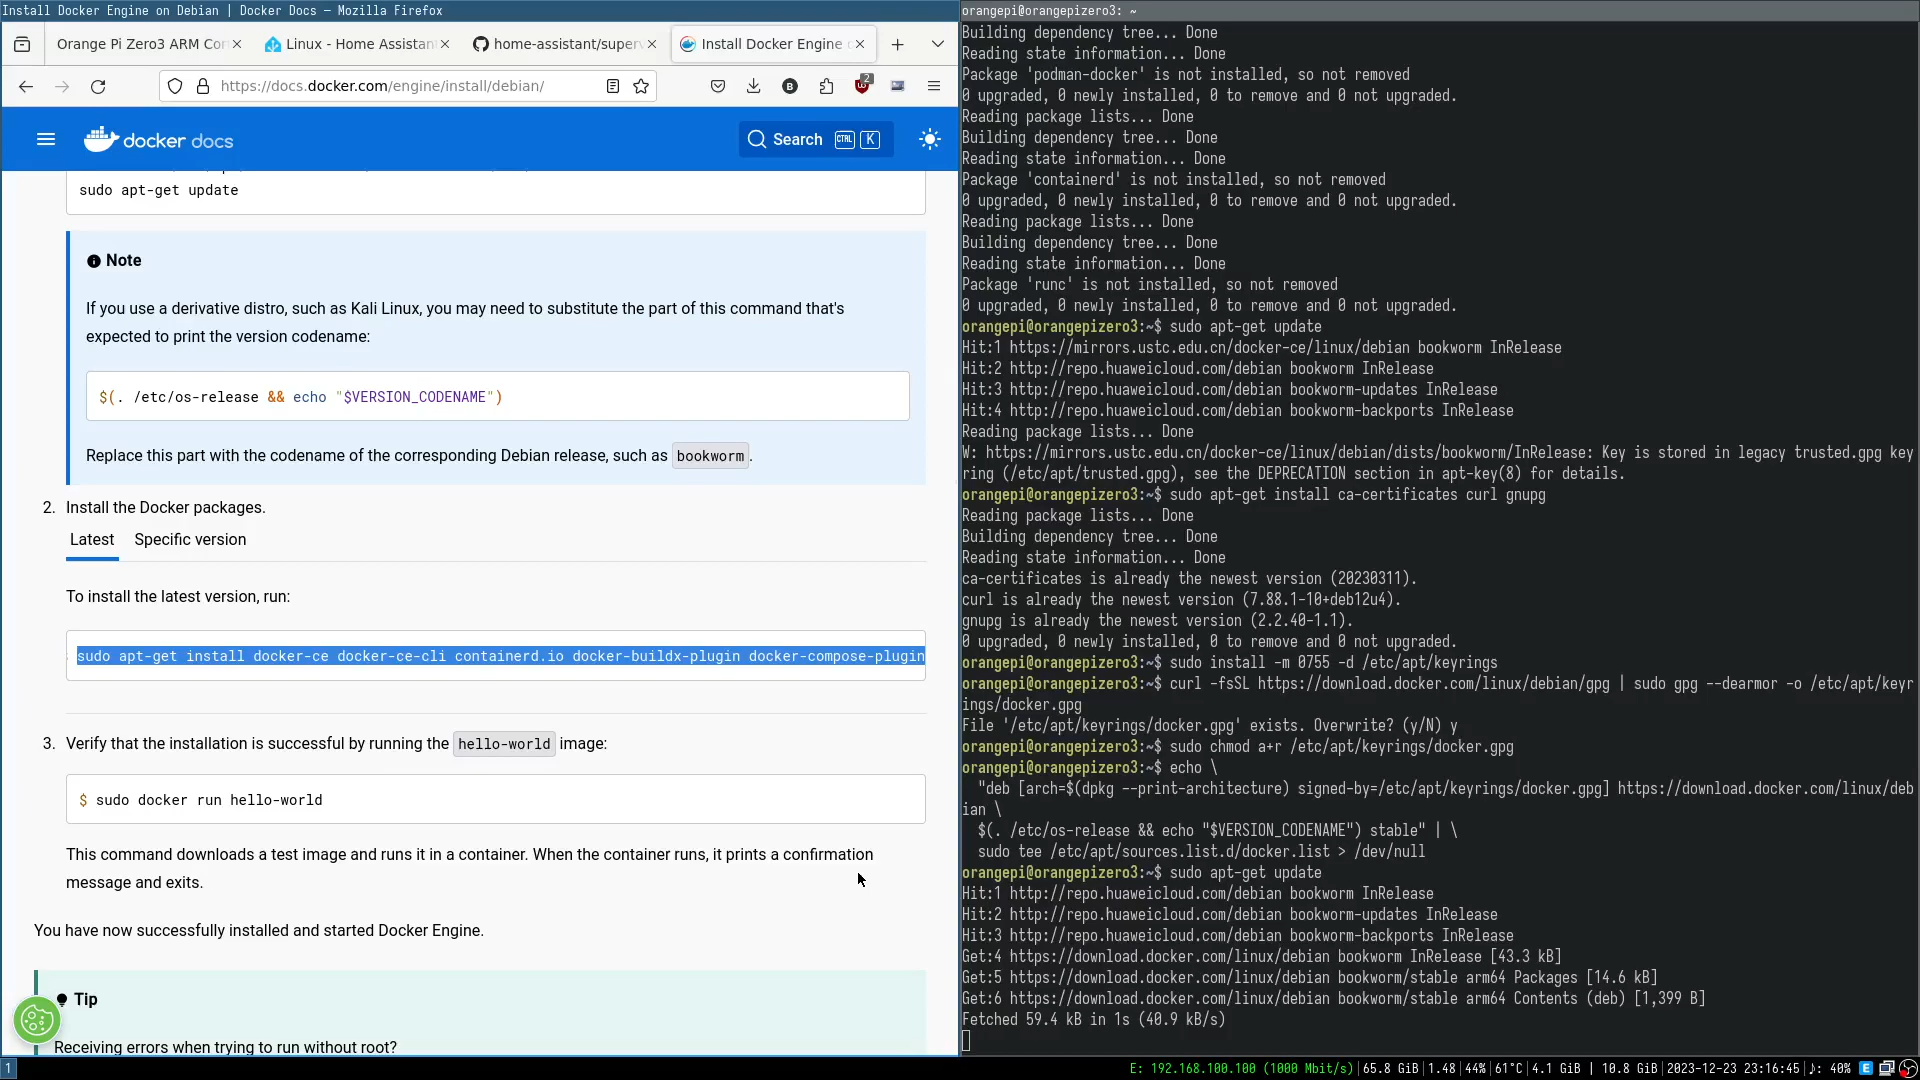 Install Docker Engine on Debian | Docker Docs — Mozilla Firefox
Orange Pi Zero3 ARM Cor
Linux - Home Assistan
home-assistant/super
Install Docker Engine
https://docs.docker.com/engine/install/debian/
2
docker docs
Search CTRL K
sudo apt-get update
Note
If you use a derivative distro, such as Kali Linux, you may need to substitute the part of this command that's
expected to print the version codename:
$(. /etc/os-release && echo "$VERSION_CODENAME")
Replace this part with the codename of the corresponding Debian release, such as bookworm.
2. Install the Docker packages.
Latest Specific version
To install the latest version, run:
sudo apt-get install docker-ce docker-ce-cli containerd.io docker-buildx-plugin docker-compose-plugin
3. Verify that the installation is successful by running the hello-world image:
$ sudo docker run hello-world
This command downloads a test image and runs it in a container. When the container runs, it prints a confirmation
message and exits.
You have now successfully installed and started Docker Engine.
Tip
Receiving errors when trying to run without root?
orangepi@orangepizero3: ~
Building dependency tree... Done
Reading state information... Done
Package 'podman-docker' is not installed, so not removed
0 upgraded, 0 newly installed, 0 to remove and 0 not upgraded.
Reading package lists... Done
Building dependency tree... Done
Reading state information... Done
Package 'containerd' is not installed, so not removed
0 upgraded, 0 newly installed, 0 to remove and 0 not upgraded.
Reading package lists... Done
Building dependency tree... Done
Reading state information... Done
Package 'runc' is not installed, so not removed
0 upgraded, 0 newly installed, 0 to remove and 0 not upgraded.
orangepi@orangepizero3:~$ sudo apt-get update
Hit:1 https://mirrors.ustc.edu.cn/docker-ce/linux/debian bookworm InRelease
Hit:2 http://repo.huaweicloud.com/debian bookworm InRelease
Hit:3 http://repo.huaweicloud.com/debian bookworm-updates InRelease
Hit:4 http://repo.huaweicloud.com/debian bookworm-backports InRelease
Reading package lists... Done
W: https://mirrors.ustc.edu.cn/docker-ce/linux/debian/dists/bookworm/InRelease: Key is stored in legacy trusted.gpg key
ring (/etc/apt/trusted.gpg), see the DEPRECATION section in apt-key(8) for details.
orangepi@orangepizero3:~$ sudo apt-get install ca-certificates curl gnupg
Reading package lists... Done
Building dependency tree... Done
Reading state information... Done
ca-certificates is already the newest version (20230311).
curl is already the newest version (7.88.1-10+deb12u4).
gnupg is already the newest version (2.2.40-1.1).
0 upgraded, 0 newly installed, 0 to remove and 0 not upgraded.
orangepi@orangepizero3:~$ sudo install -m 0755 -d /etc/apt/keyrings
orangepi@orangepizero3:~$ curl -fsSL https://download.docker.com/linux/debian/gpg | sudo gpg --dearmor -o /etc/apt/keyr
ings/docker.gpg
File '/etc/apt/keyrings/docker.gpg' exists. Overwrite? (y/N) y
orangepi@orangepizero3:~$ sudo chmod a+r /etc/apt/keyrings/docker.gpg
orangepi@orangepizero3:~$ echo \
"deb [arch=$(dpkg --print-architecture) signed-by=/etc/apt/keyrings/docker.gpg] https://download.docker.com/linux/deb
ian \
$(. /etc/os-release && echo "$VERSION_CODENAME") stable" | \
sudo tee /etc/apt/sources.list.d/docker.list > /dev/null
orangepi@orangepizero3:~$ sudo apt-get update
Hit:1 http://repo.huaweicloud.com/debian bookworm InRelease
Hit:2 http://repo.huaweicloud.com/debian bookworm-updates InRelease
Hit:3 http://repo.huaweicloud.com/debian bookworm-backports InRelease
Get:4 https://download.docker.com/linux/debian bookworm InRelease [43.3 kB]
Get:5 https://download.docker.com/linux/debian bookworm/stable arm64 Packages [14.6 kB]
Get:6 https://download.docker.com/linux/debian bookworm/stable arm64 Contents (deb) [1,399 B]
Fetched 59.4 kB in 1s (40.9 kB/s)
1
E: 192.168.100.100 (1000 Mbit/s)|65.8 GiB|1.48|44%|61°C|4.1 GiB | 10.8 GiB|2023-12-23 23:16:45|♪: 40%